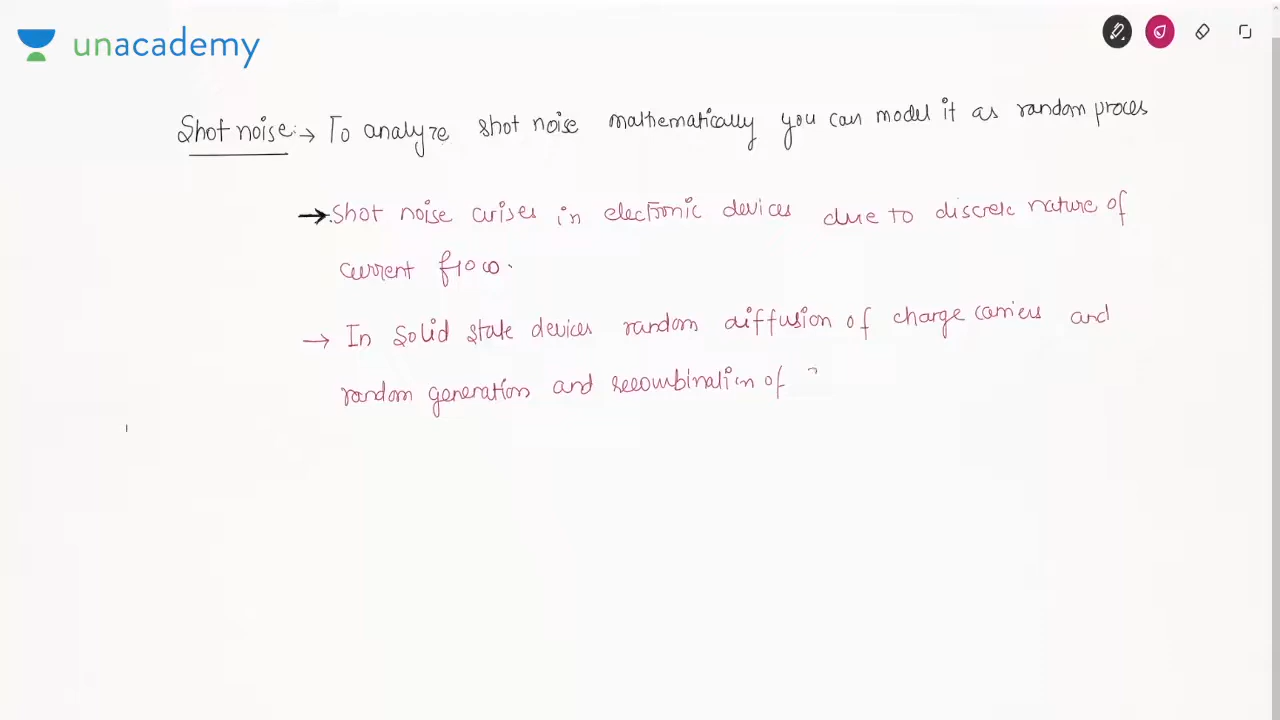 unacademy
Shot noise :→ To analyze shot noise mathematically you can model it as random proces
→ Shot noise arises in electronic devices due to discrete nature of
current flow.
→ In Solid state devices random diffusion of charge carriers and
random generation and recombination of